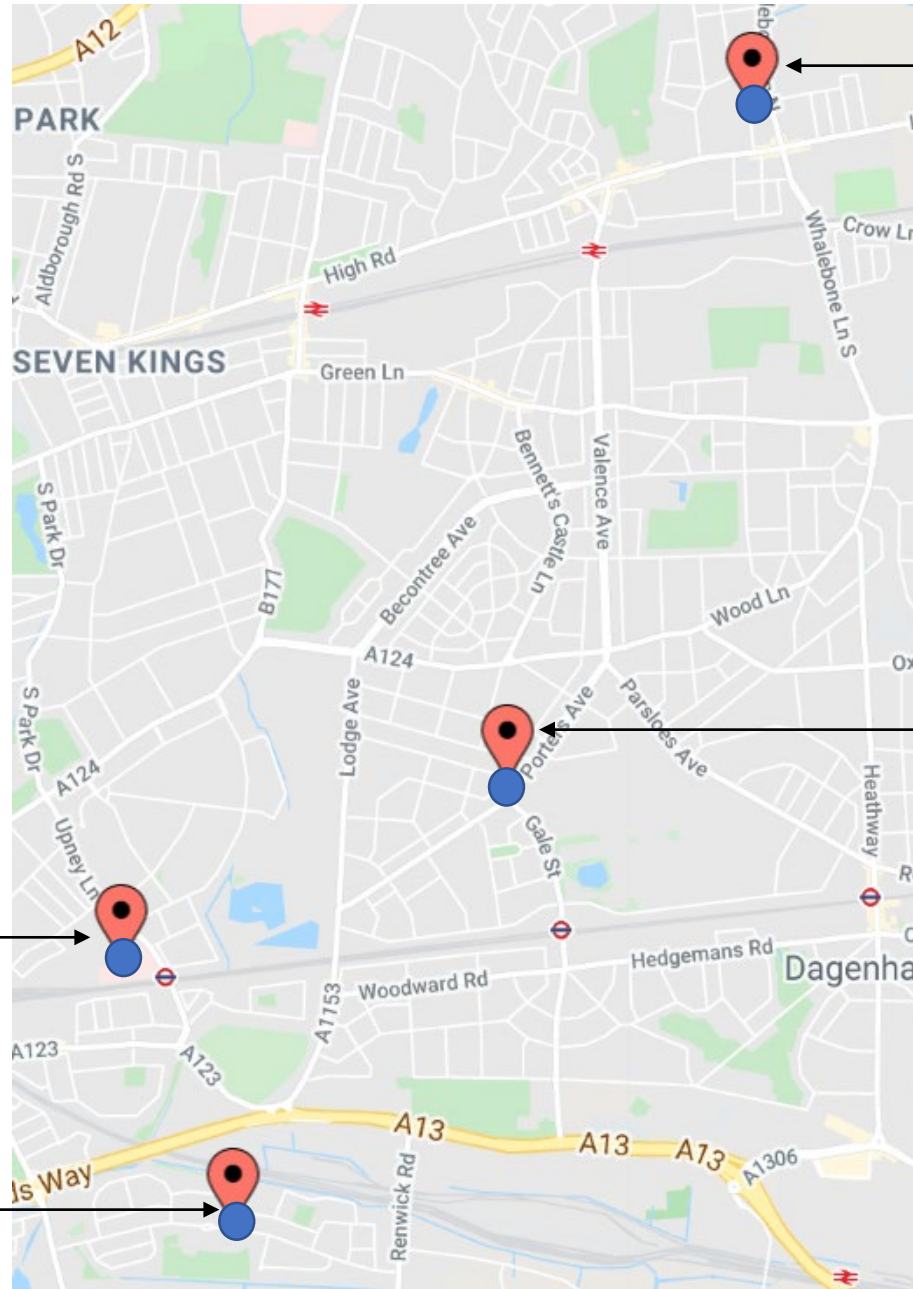 A12
PARK
Aldborough Rd S
High Rd
Crow Ln
Whalebone Ln S
SEVEN KINGS
Green Ln
Bennett's Castle Ln
Valence Ave
S Park Dr
Becontree Ave
B177
Wood Ln
A124
S Park Dr
Lodge Ave
Porters Ave
Parsloes Ave
A124
Heathway
Upney Ln
Gale St
Hedgemans Rd
Woodward Rd
Dagenha
A1153
A123
A123
A13
A13
A13
A1306
ds Way
Renwick Rd